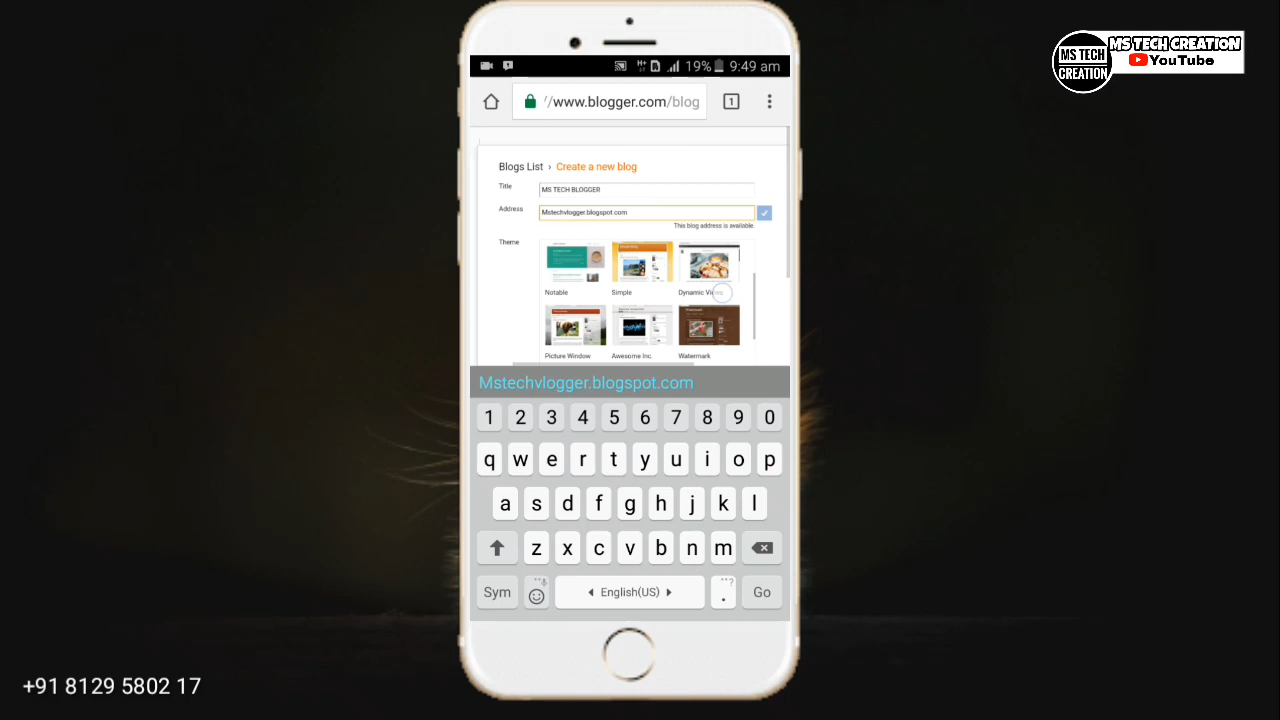 MS TECH CREATION
YouTube
MS TECH
CREATION
19% 9:49 am
//www.blogger.com/blog
1
Blogs List › Create a new blog
Title MS TECH BLOGGER
Address Mstechvlogger.blogspot.com
This blog address is available.
Theme
Notable Simple Dynamic Views
Picture Window Awesome Inc. Watermark
Mstechvlogger.blogspot.com
1 2 3 4 5 6 7 8 9 0
q w e r t y u i o p
a s d f g h j k l
z x c v b n m
Sym English(US) . Go
+91 8129 5802 17